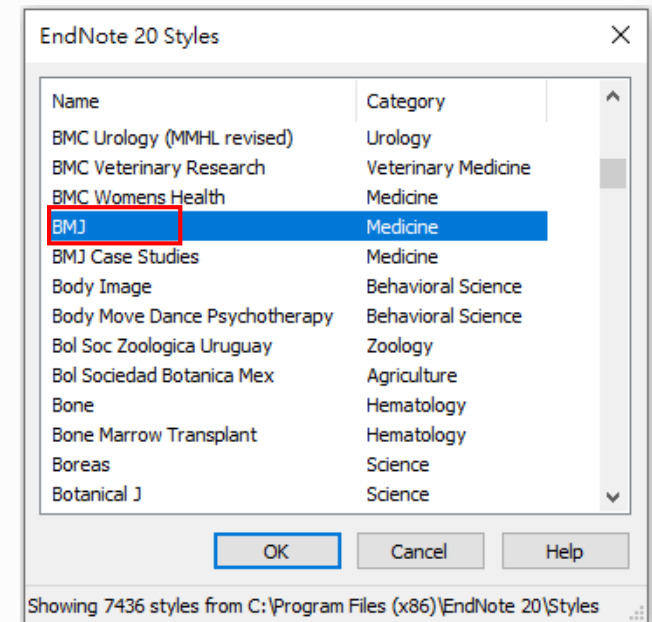 EndNote 20 Styles
Name Category
BMC Urology (MMHL revised) Urology
BMC Veterinary Research Veterinary Medicine
BMC Womens Health Medicine
BMJ Medicine
BMJ Case Studies Medicine
Body Image Behavioral Science
Body Move Dance Psychotherapy Behavioral Science
Bol Soc Zoologica Uruguay Zoology
Bol Sociedad Botanica Mex Agriculture
Bone Hematology
Bone Marrow Transplant Hematology
Boreas Science
Botanical J Science
OK Cancel Help
Showing 7436 styles from C:\Program Files (x86)\EndNote 20\Styles